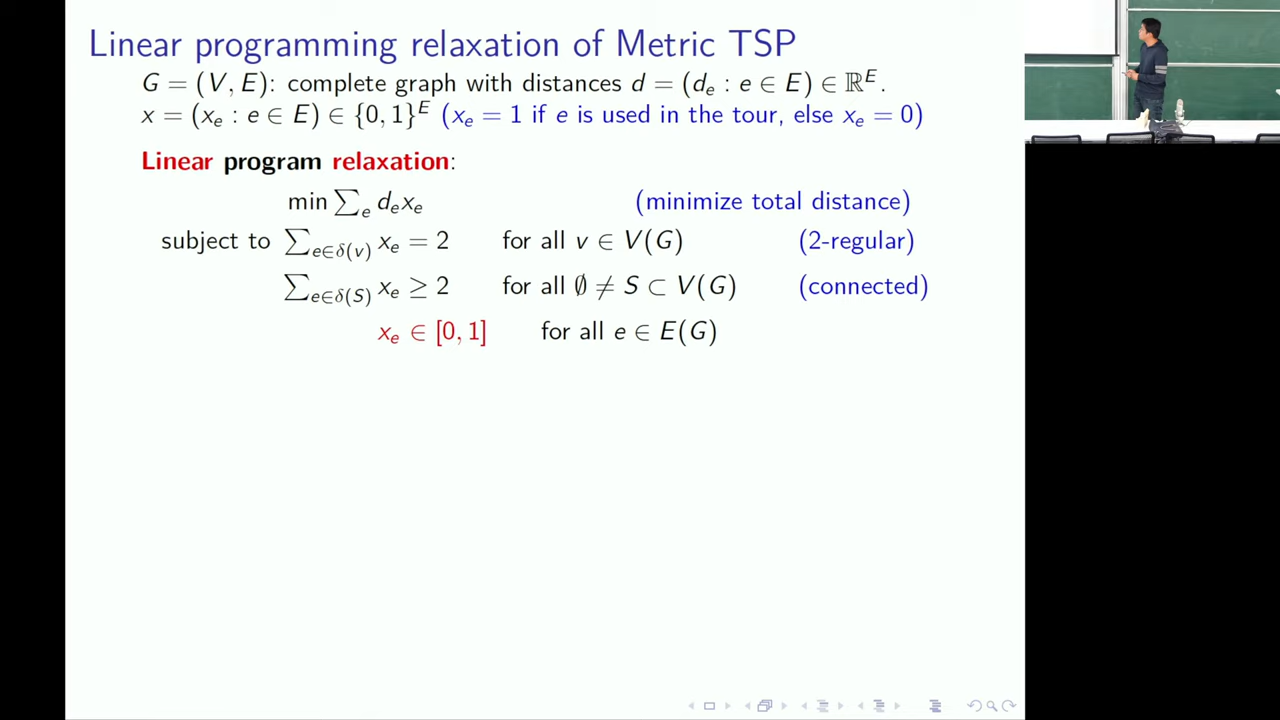 Linear programming relaxation of Metric TSP
G = (V, E): complete graph with distances d = (d_e : e ∈ E) ∈ ℝ^E.
x = (x_e : e ∈ E) ∈ {0, 1}^E (x_e = 1 if e is used in the tour, else x_e = 0)
Linear program relaxation:
min ∑_e d_e x_e (minimize total distance)
subject to ∑_{e∈δ(v)} x_e = 2 for all v ∈ V(G) (2-regular)
∑_{e∈δ(S)} x_e ≥ 2 for all ∅ ≠ S ⊂ V(G) (connected)
x_e ∈ [0, 1] for all e ∈ E(G)